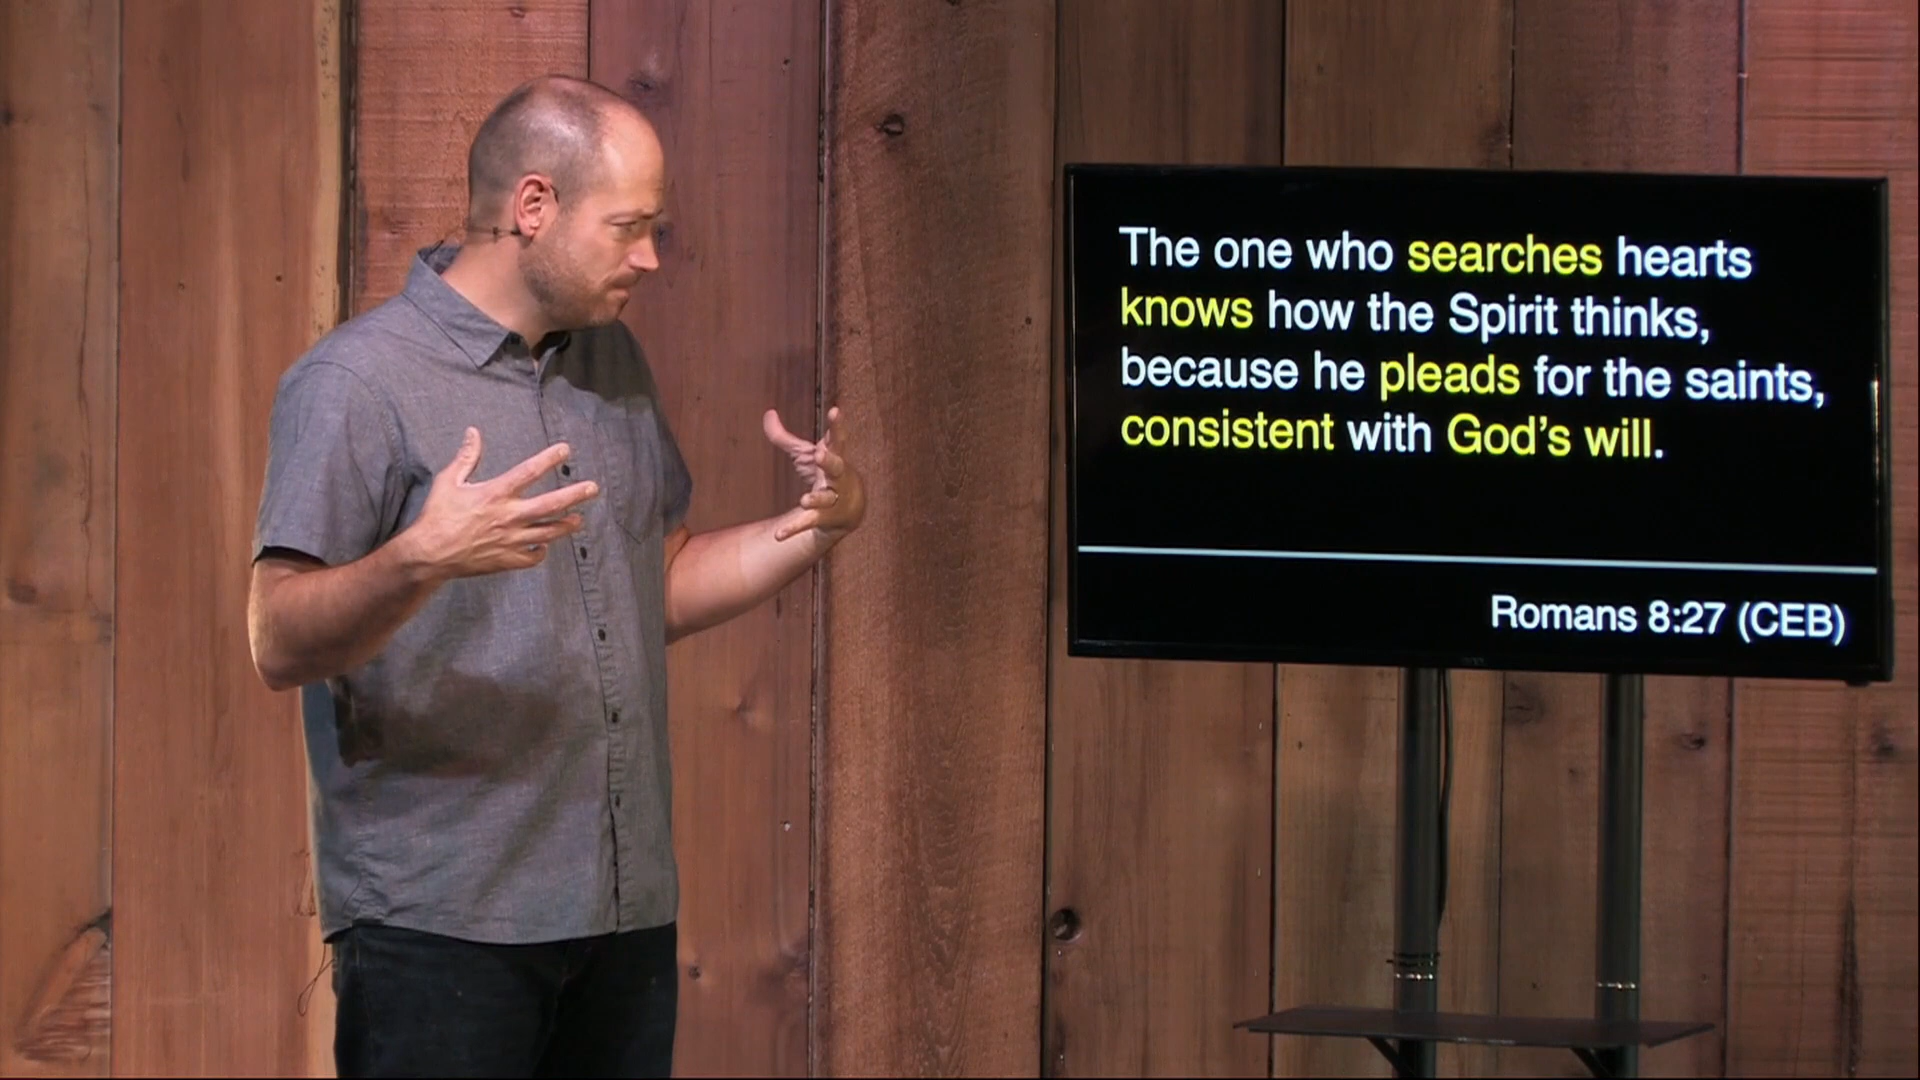 The one who searches hearts
knows how the Spirit thinks,
because he pleads for the saints,
consistent with God's will.
Romans 8:27 (CEB)